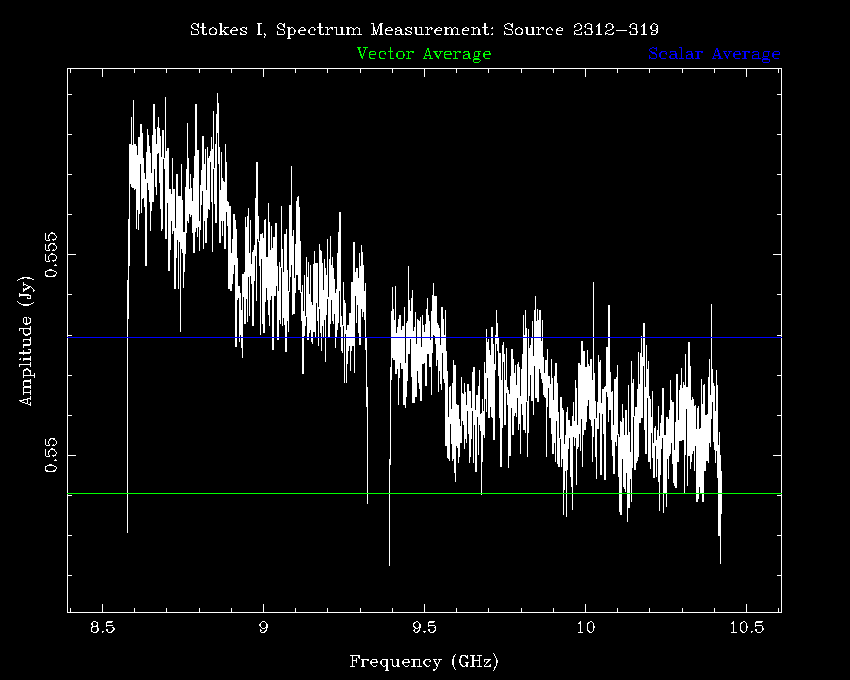 Stokes I, Spectrum Measurement: Source 2312-319
Vector Average Scalar Average
Amplitude (Jy)
0.555
0.55
8.5 9 9.5 10 10.5
Frequency (GHz)